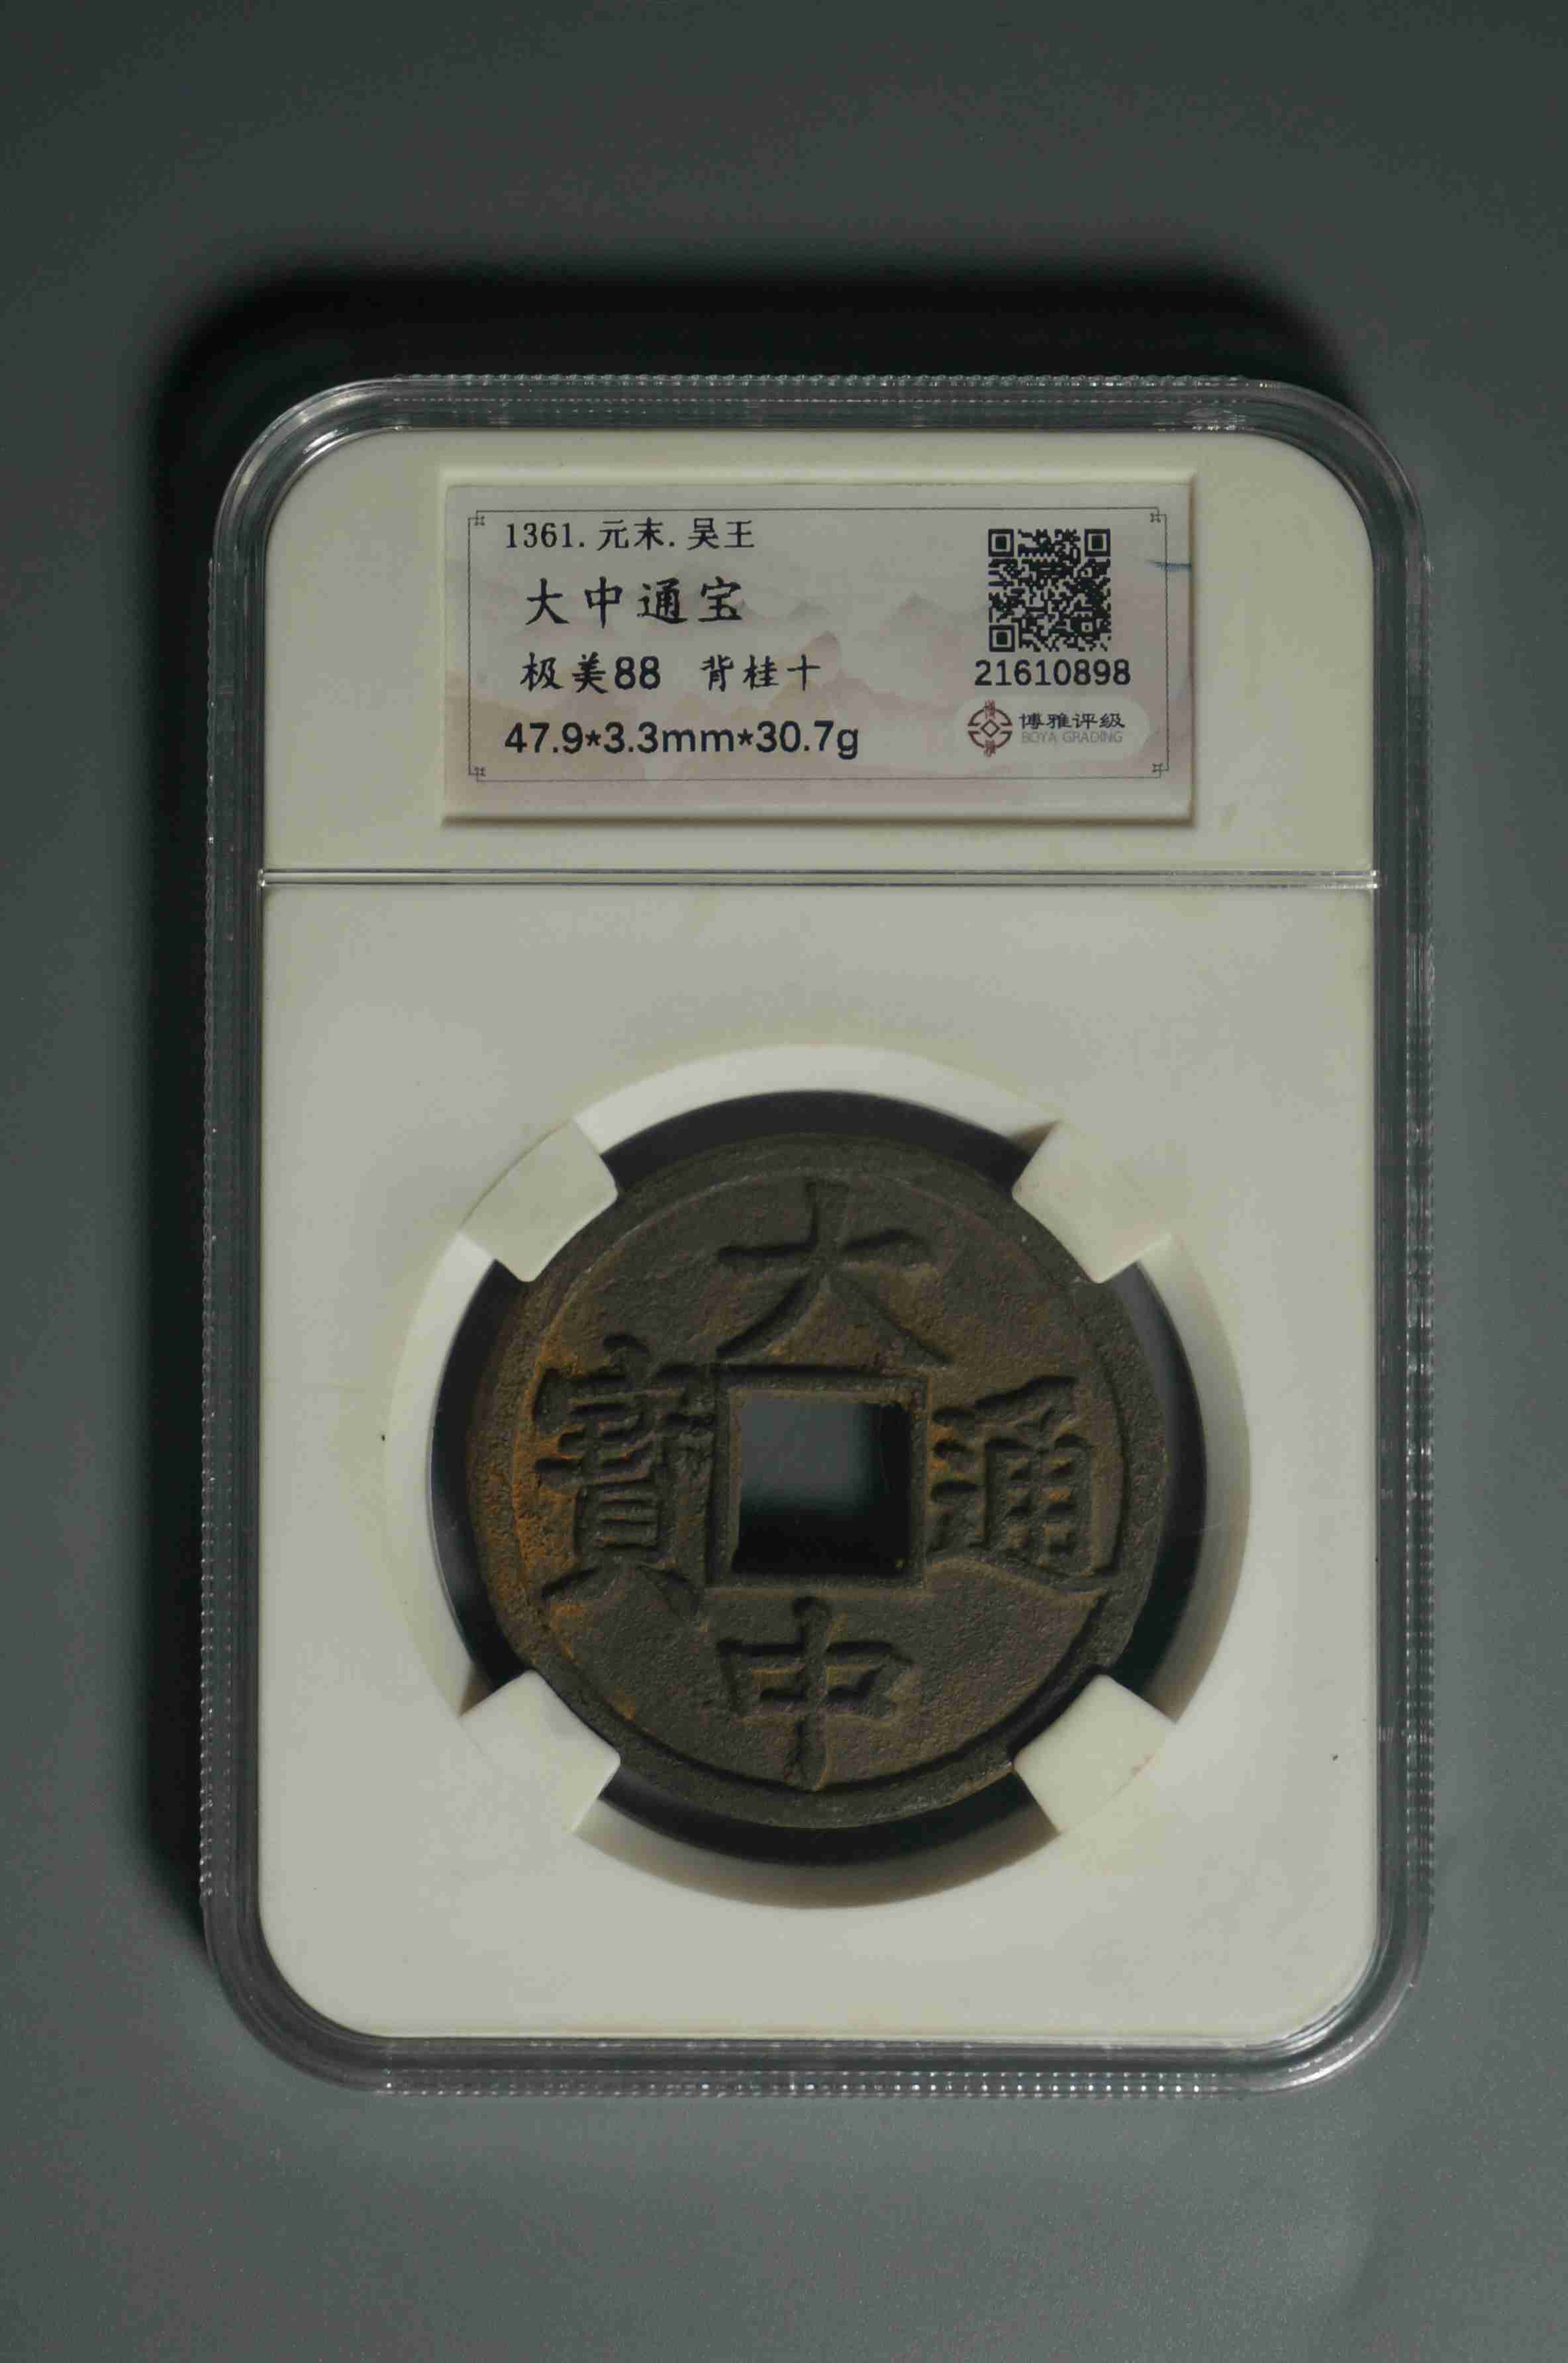 1361.元末.吴王
大中通宝
极美88 背桂十
47.9*3.3mm*30.7g
21610898
博雅评级
BOYA GRADING
大中通寶